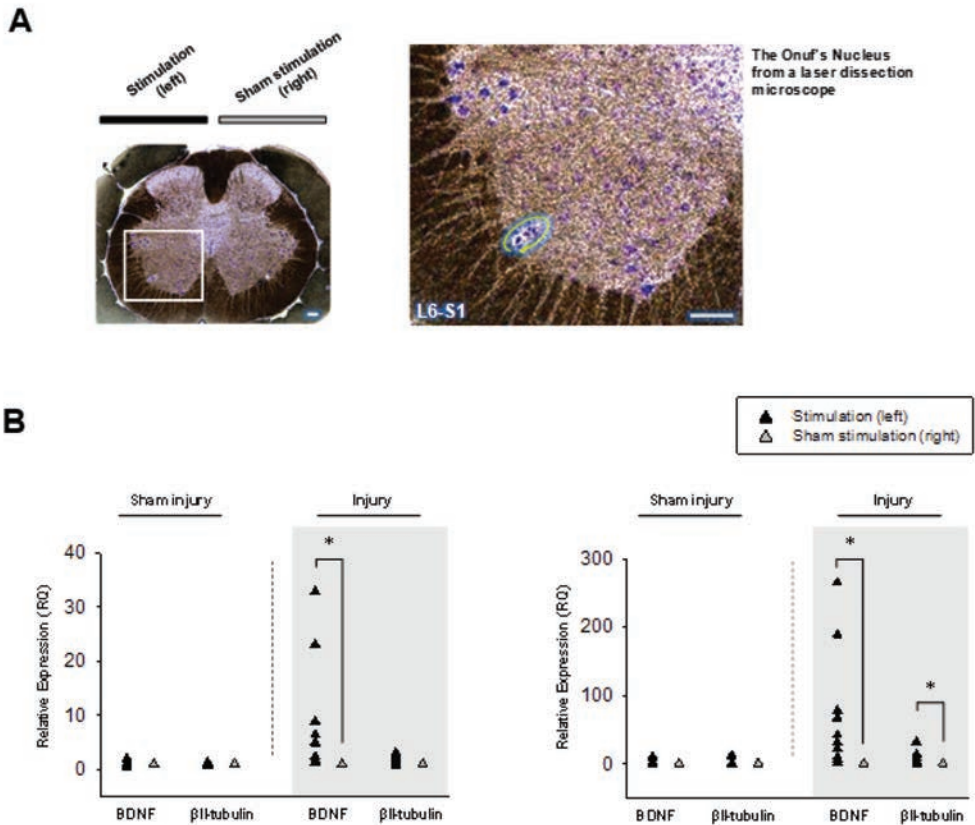 A
Stimulation
(left)
Sham stimulation
(right)
The Onuf's Nucleus
from a laser dissection
microscope
L6-S1
B
Stimulation (left)
Sham stimulation (right)
Sham injury
Injury
*
40
30
20
10
0
Relative Expression (RQ)
BDNF
βII-tubulin
BDNF
βII-tubulin
Sham injury
Injury
*
*
300
200
100
0
Relative Expression (RQ)
BDNF
βII-tubulin
BDNF
βII-tubulin